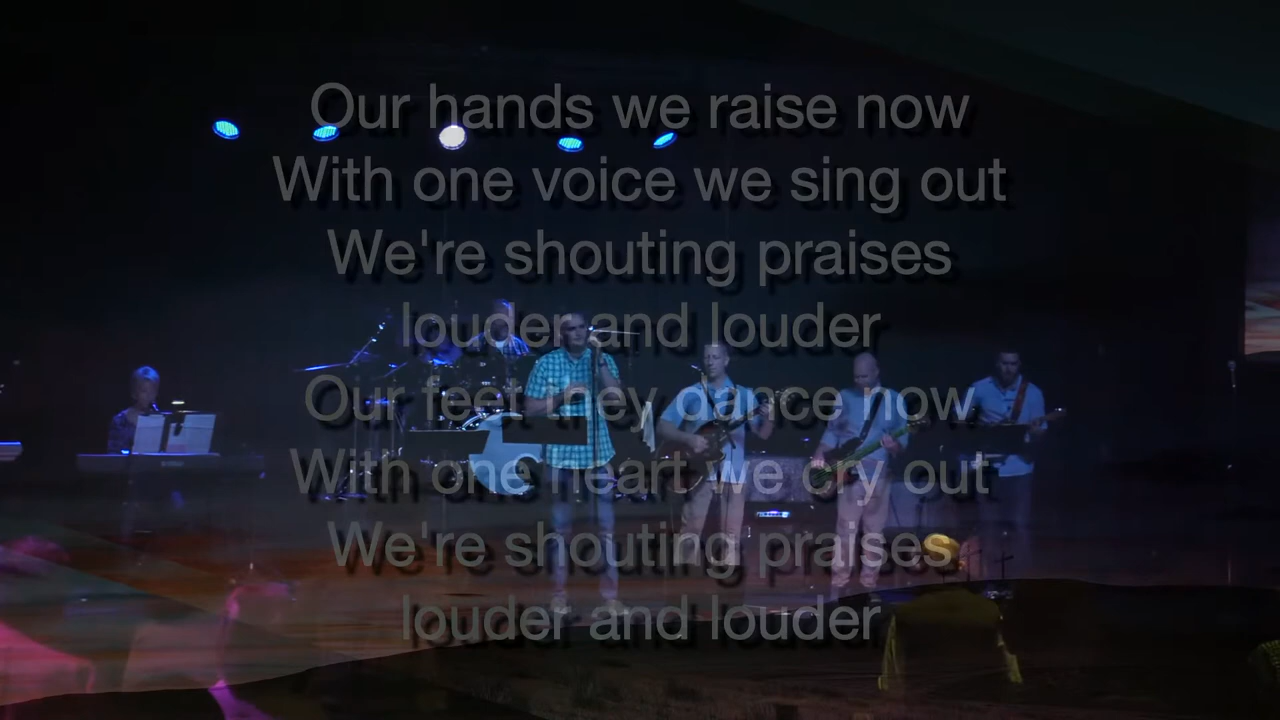 Our hands we raise now
With one voice we sing out
We're shouting praises
louder and louder
Our feet they dance now
With one heart we cry out
We're shouting praises
louder and louder